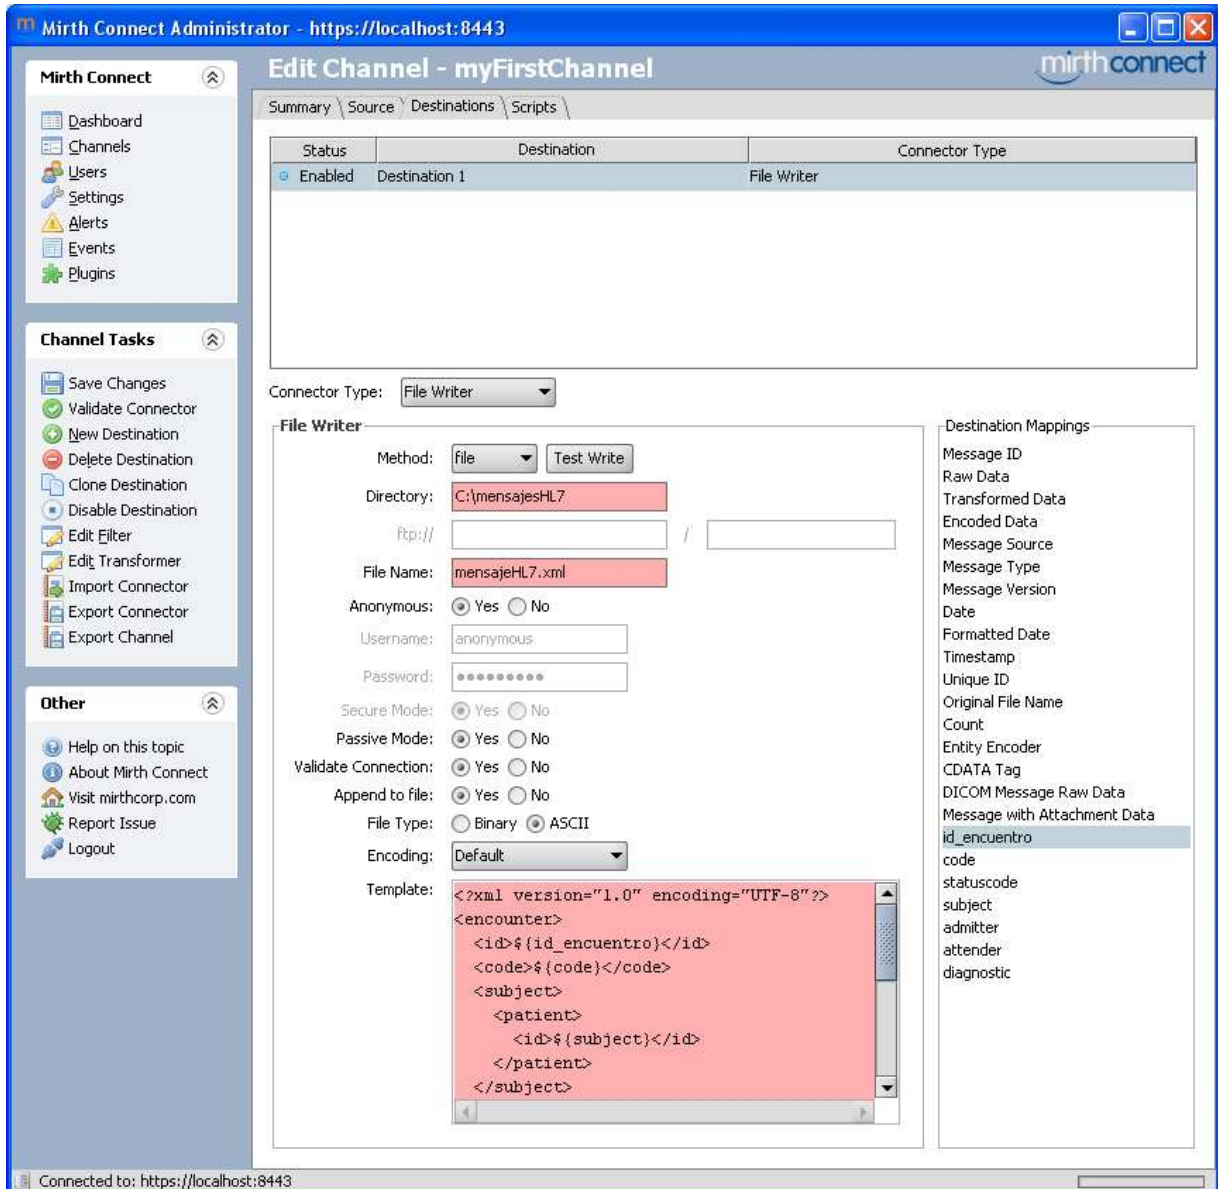 Mirth Connect Administrator - https://localhost:8443
Mirth Connect
Dashboard
Channels
Users
Settings
Alerts
Events
Plugins
Channel Tasks
Save Changes
Validate Connector
New Destination
Delete Destination
Clone Destination
Disable Destination
Edit Filter
Edit Transformer
Import Connector
Export Connector
Export Channel
Other
Help on this topic
About Mirth Connect
Visit mirthcorp.com
Report Issue
Logout
Edit Channel - myFirstChannel
mirthconnect
Summary Source Destinations Scripts
Status Destination Connector Type
Enabled Destination 1 File Writer
Connector Type: File Writer
File Writer
Method: file Test Write
Directory: C:\mensajesHL7
ftp:// /
File Name: mensajeHL7.xml
Anonymous: Yes No
Username: anonymous
Password:
Secure Mode: Yes No
Passive Mode: Yes No
Validate Connection: Yes No
Append to file: Yes No
File Type: Binary ASCII
Encoding: Default
Template: <?xml version="1.0" encoding="UTF-8"?>
<encounter>
<id>${id_encuentro}</id>
<code>${code}</code>
<subject>
<patient>
<id>${subject}</id>
</patient>
</subject>
Destination Mappings
Message ID
Raw Data
Transformed Data
Encoded Data
Message Source
Message Type
Message Version
Date
Formatted Date
Timestamp
Unique ID
Original File Name
Count
Entity Encoder
CDATA Tag
DICOM Message Raw Data
Message with Attachment Data
id_encuentro
code
statuscode
subject
admitter
attender
diagnostic
Connected to: https://localhost:8443